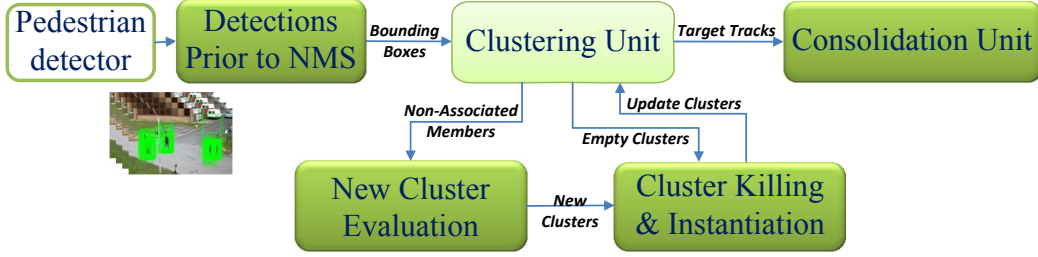 Pedestrian
detector
Detections
Prior to NMS
Bounding
Boxes
Clustering Unit
Target Tracks
Consolidation Unit
Non-Associated
Members
Empty Clusters
Update Clusters
New Cluster
Evaluation
New
Clusters
Cluster Killing
& Instantiation